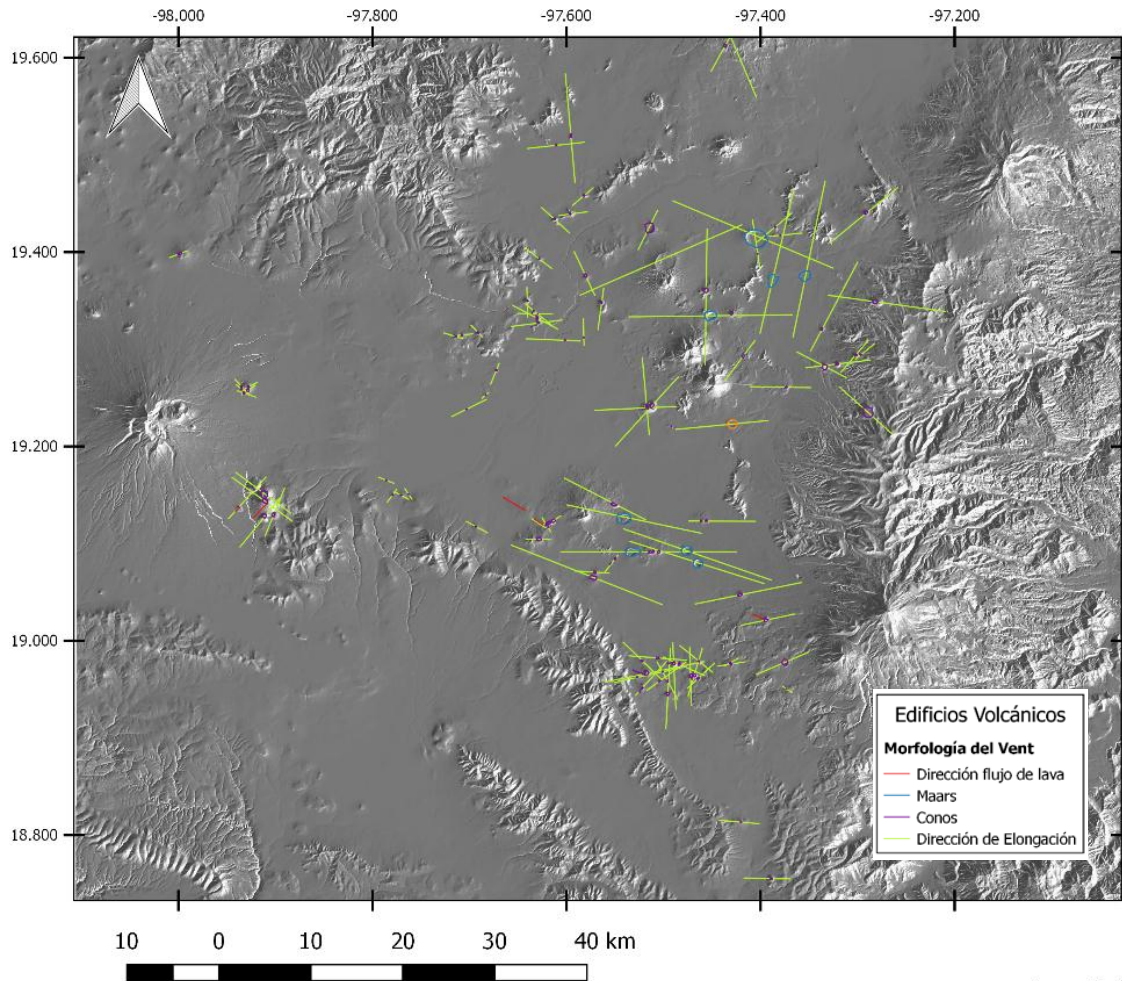 -98.000 -97.800 -97.600 -97.400 -97.200
19.600
19.400
19.200
19.000
18.800
Edificios Volcánicos
Morfología del Vent
Dirección flujo de lava
Maars
Conos
Dirección de Elongación
10 0 10 20 30 40 km